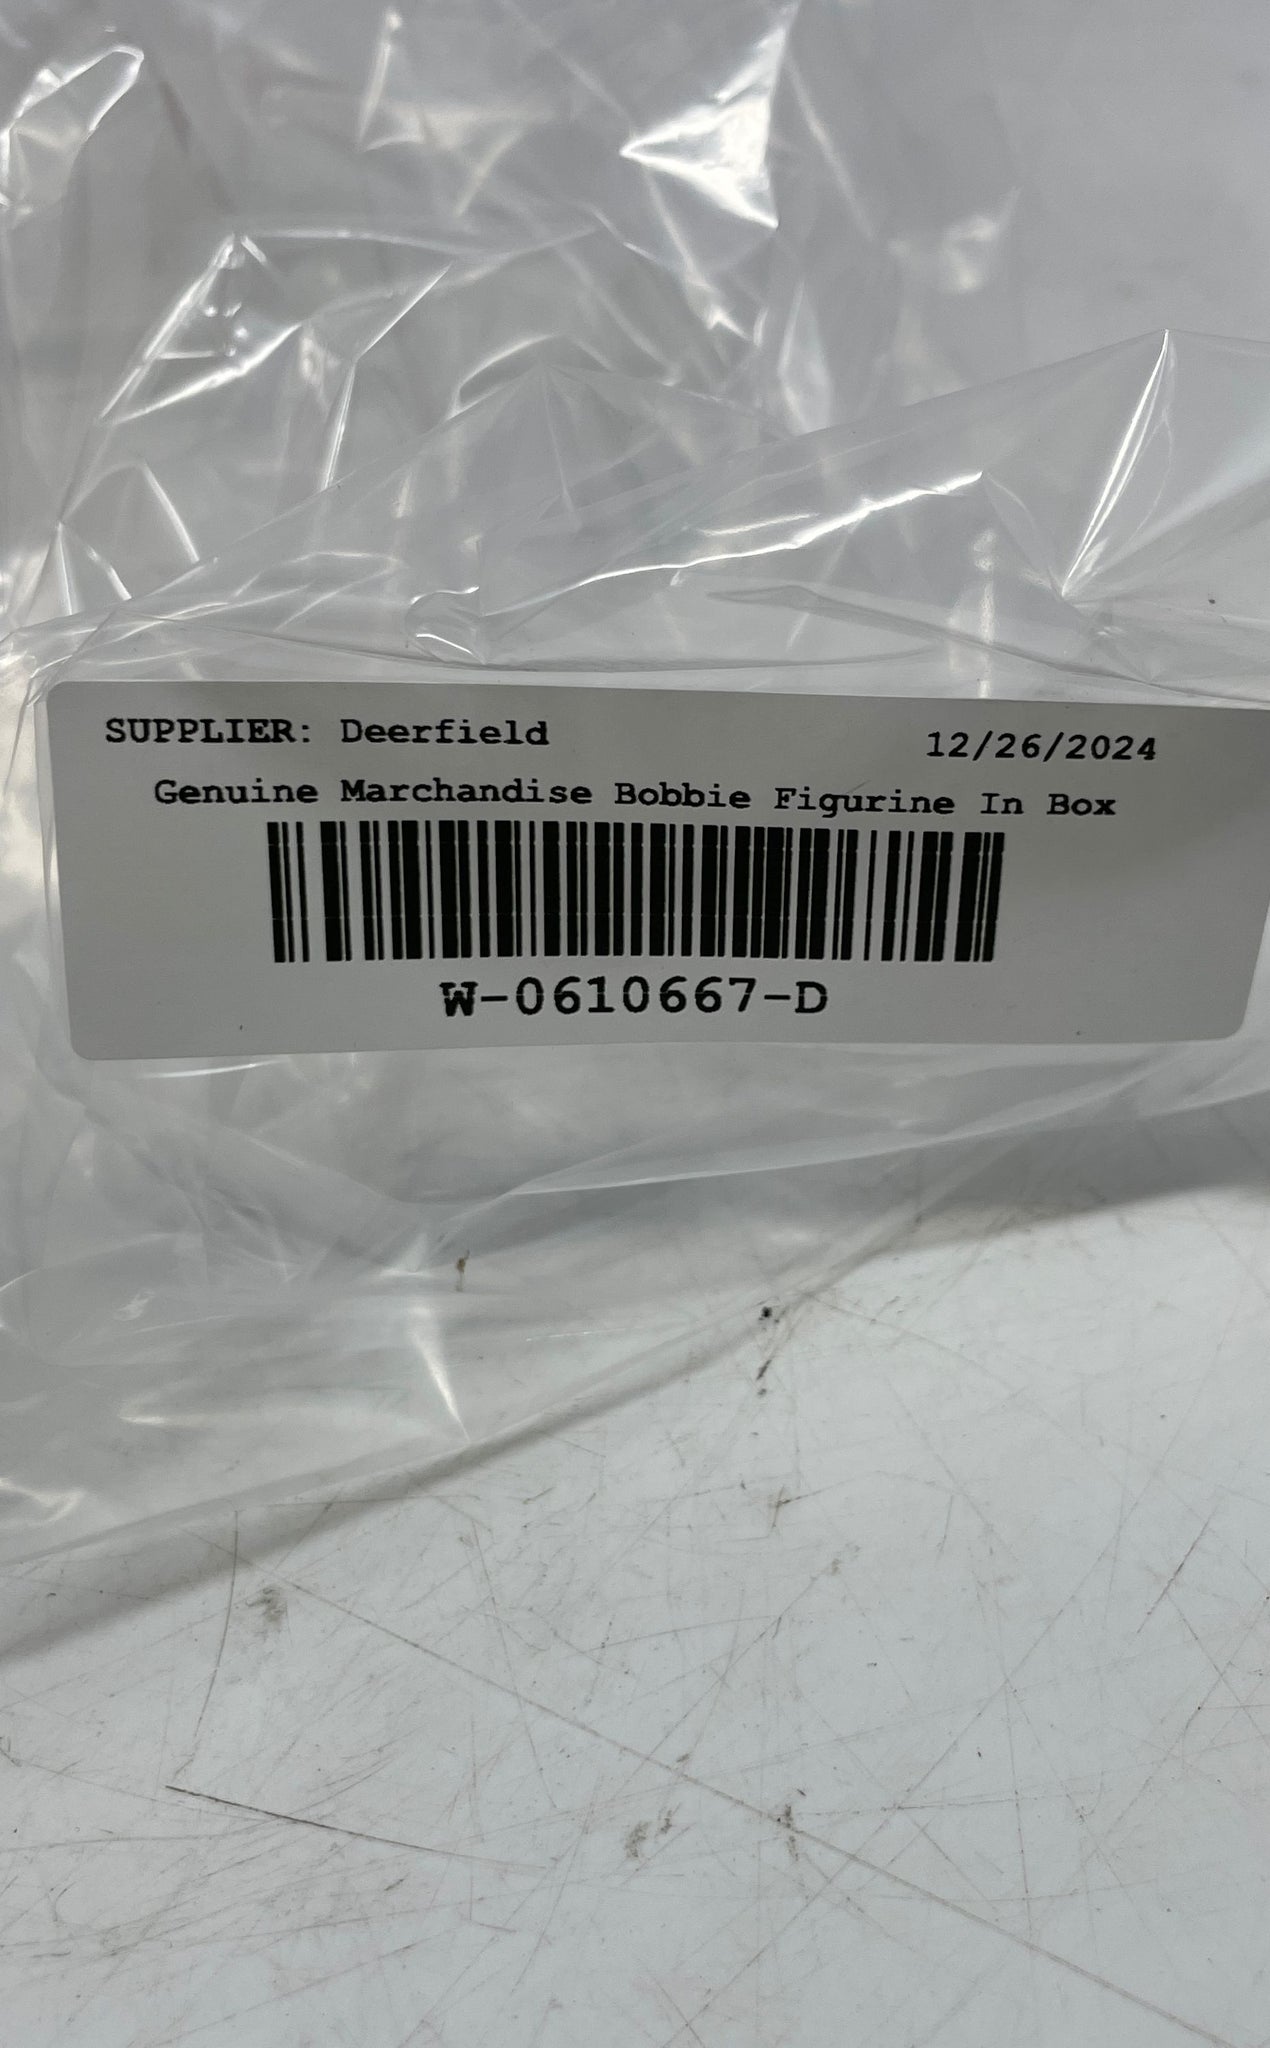 SUPPLIER: Deerfield 12/26/2024
Genuine Marchandise Bobbie Figurine In Box
W-0610667-D